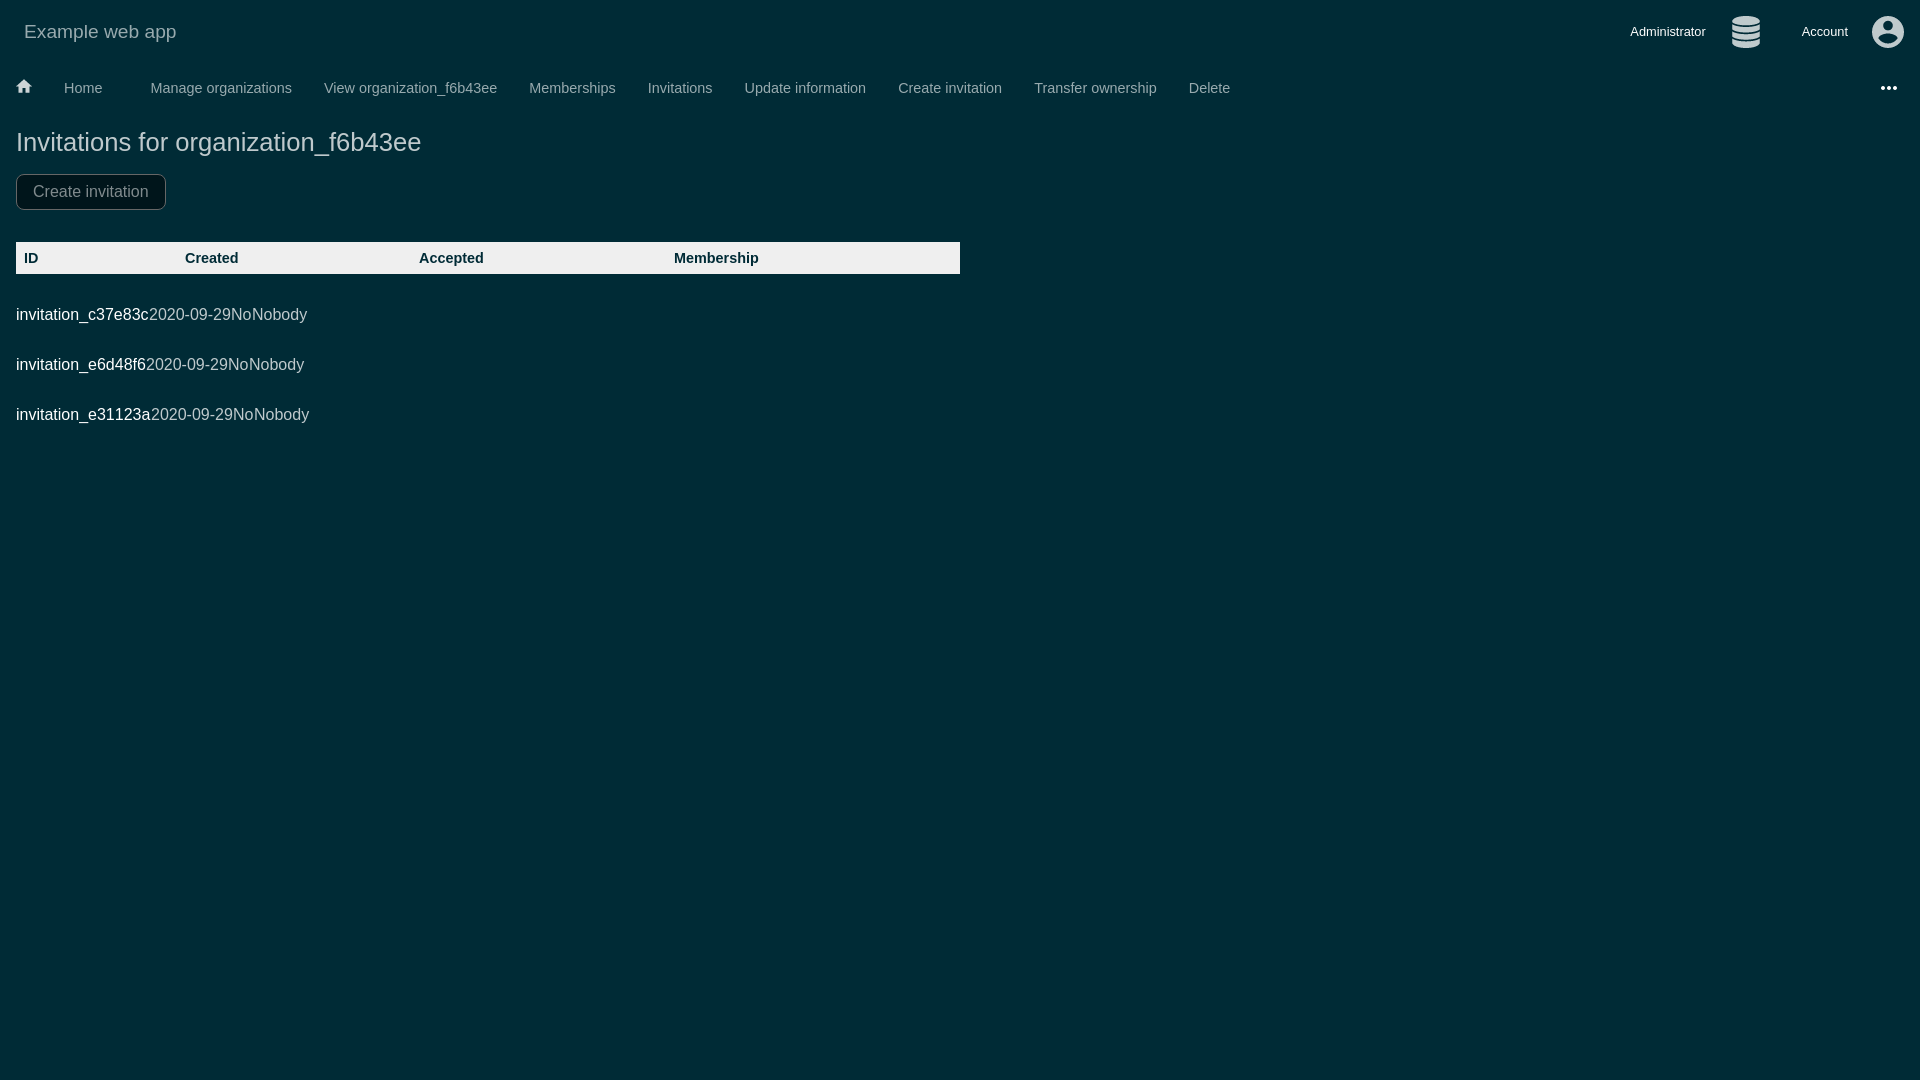 Example web app
Administrator
Account
Home
Manage organizations
View organization_f6b43ee
Memberships
Invitations
Update information
Create invitation
Transfer ownership
Delete
Invitations for organization_f6b43ee
Create invitation
ID Created Accepted Membership
invitation_c37e83c2020-09-29NoNobody
invitation_e6d48f62020-09-29NoNobody
invitation_e31123a2020-09-29NoNobody